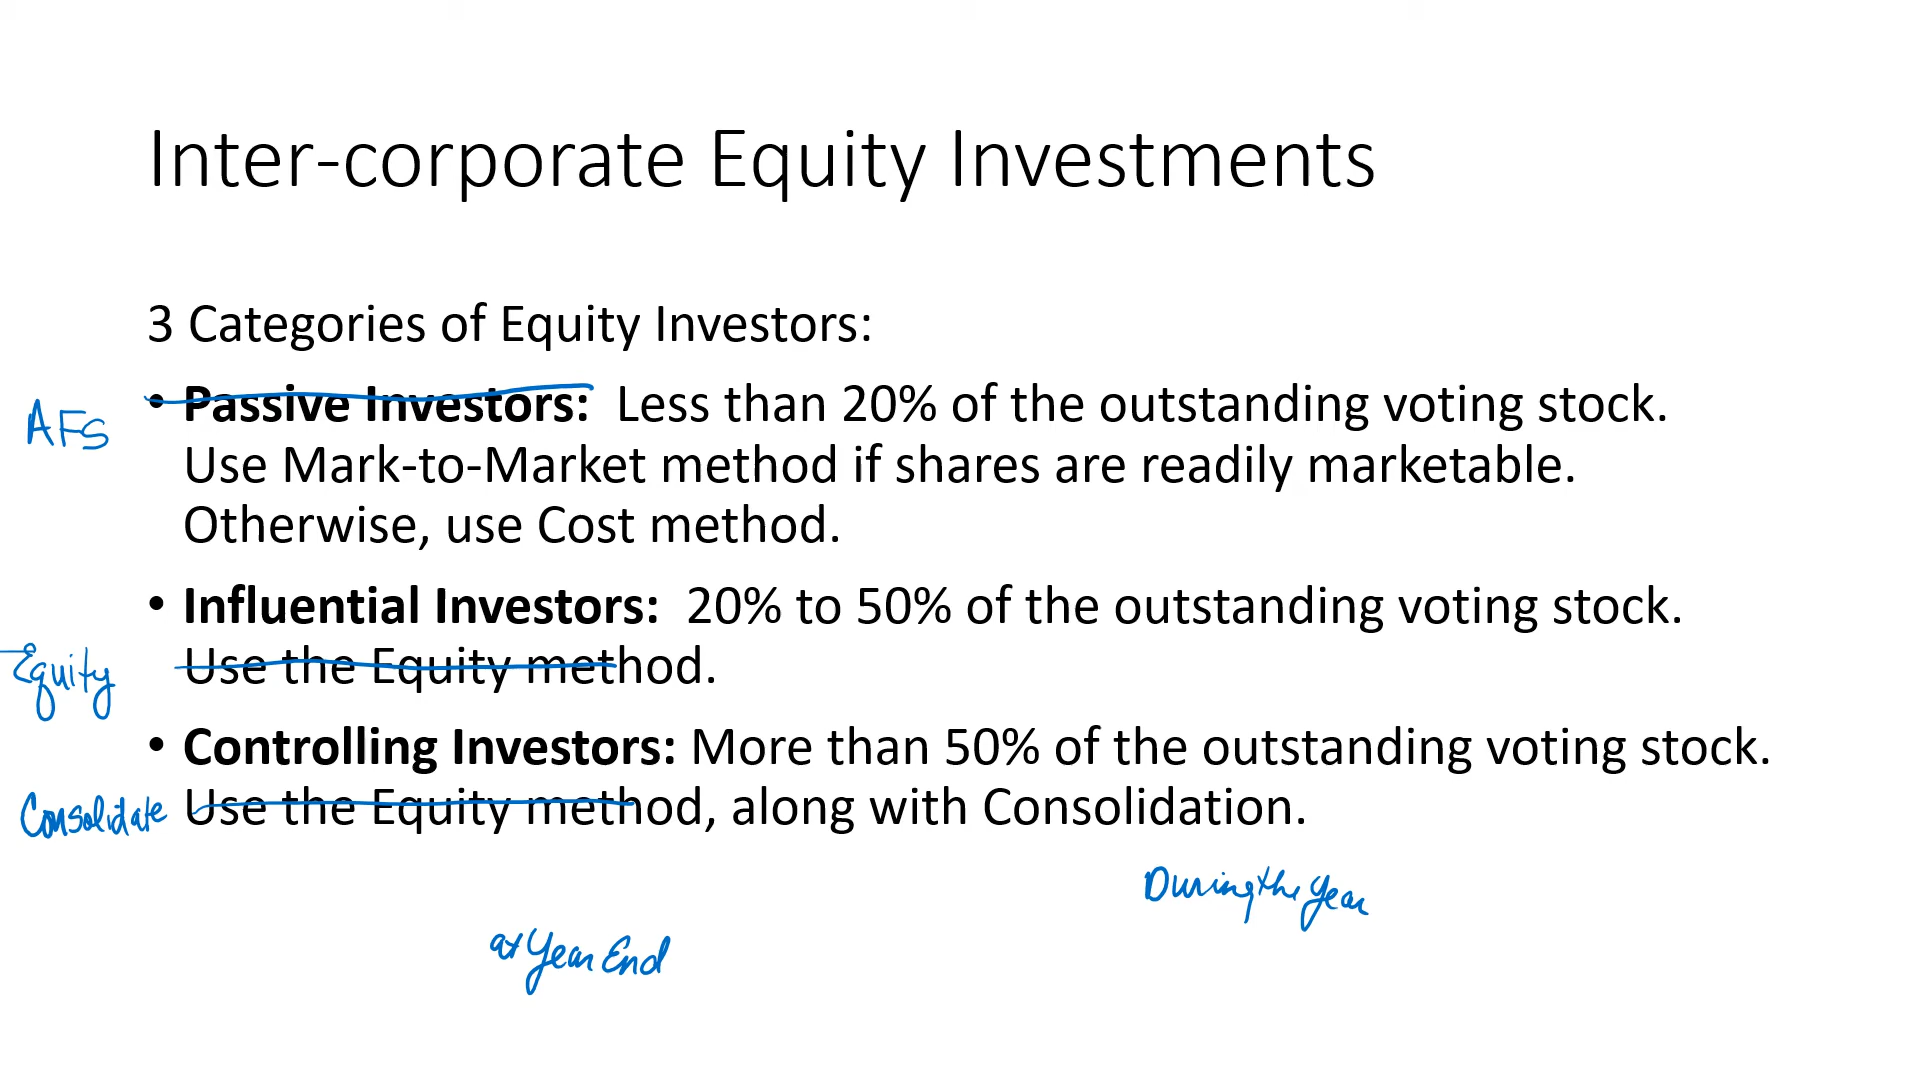 Inter-corporate Equity Investments
3 Categories of Equity Investors:
• Passive Investors: Less than 20% of the outstanding voting stock.
AFS
Use Mark-to-Market method if shares are readily marketable.
Otherwise, use Cost method.
• Influential Investors: 20% to 50% of the outstanding voting stock.
Equity
Use the Equity method.
• Controlling Investors: More than 50% of the outstanding voting stock.
Consolidate
Use the Equity method, along with Consolidation.
During the Year
at Year End